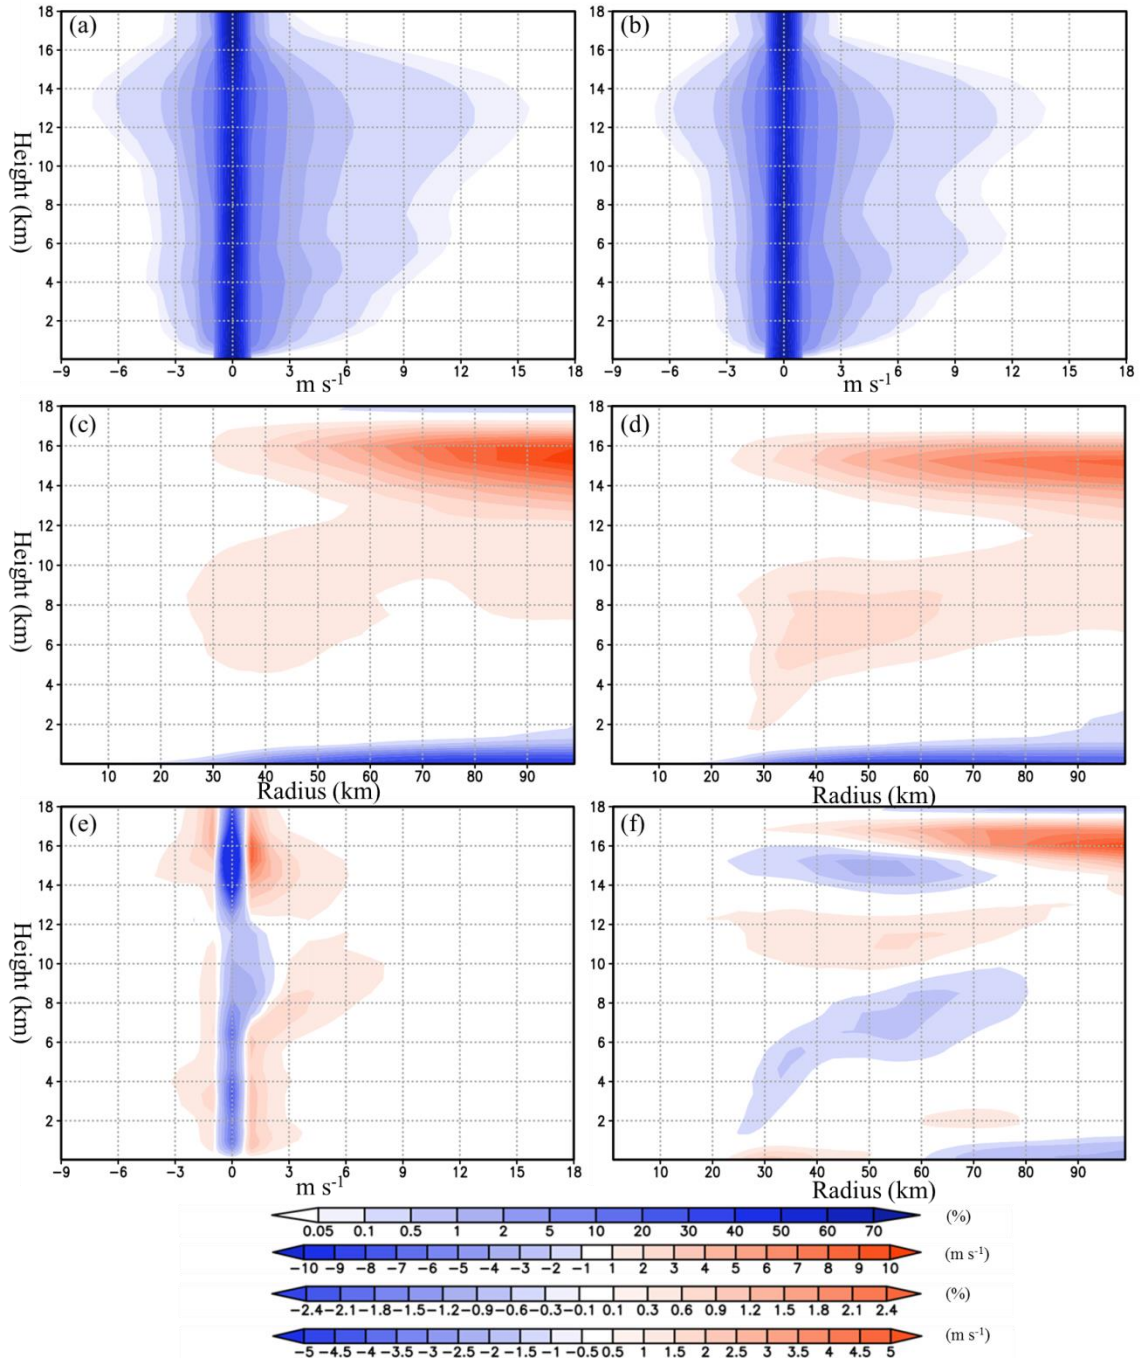 (a) (b)
18 16 14 12 10 8 6 4 2
Height (km)
18 16 14 12 10 8 6 4 2
−9 −6 −3 0 3 6 9 12 15 18
m s-1
−9 −6 −3 0 3 6 9 12 15 18
m s-1
(c) (d)
18 16 14 12 10 8 6 4 2
Height (km)
18 16 14 12 10 8 6 4 2
10 20 30 40 50 60 70 80 90
Radius (km)
10 20 30 40 50 60 70 80 90
Radius (km)
(e) (f)
18 16 14 12 10 8 6 4 2
Height (km)
18 16 14 12 10 8 6 4 2
−9 −6 −3 0 3 6 9 12 15 18
m s-1
10 20 30 40 50 60 70 80 90
Radius (km)
0.05 0.1 0.5 1 2 5 10 20 30 40 50 60 70 (%)
−10 −9 −8 −7 −6 −5 −4 −3 −2 −1 1 2 3 4 5 6 7 8 9 10 (m s-1)
−2.4 −2.1 −1.8 −1.5 −1.2 −0.9 −0.6 −0.3 −0.1 0.1 0.3 0.6 0.9 1.2 1.5 1.8 2.1 2.4 (%)
−5 −4.5 −4 −3.5 −3 −2.5 −2 −1.5 −1 −0.5 0.5 1 1.5 2 2.5 3 3.5 4 4.5 5 (m s-1)